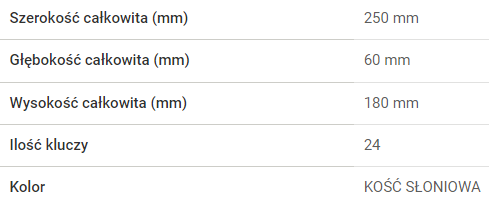 Szerokość całkowita (mm) 250 mm
Głębokość całkowita (mm) 60 mm
Wysokość całkowita (mm) 180 mm
Ilość kluczy 24
Kolor KOŚĆ SŁONIOWA